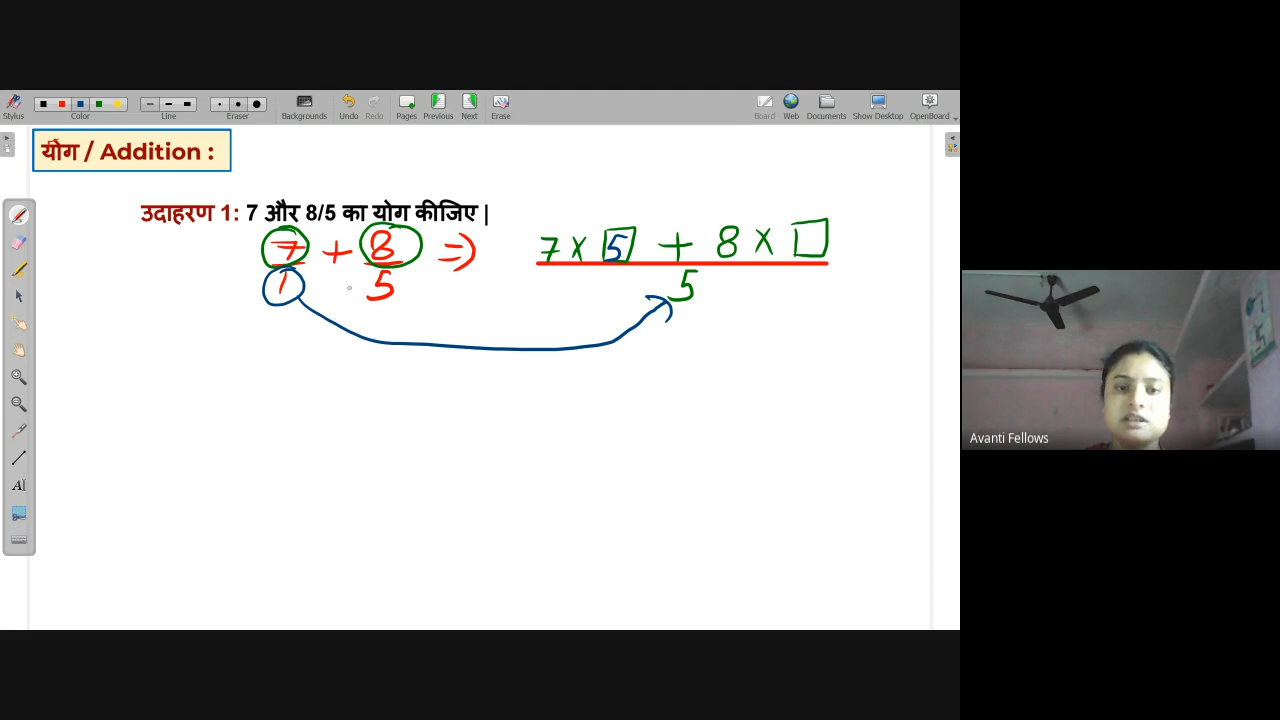 Stylus Color Line Eraser Backgrounds Undo Redo Pages Previous Next Erase Board Web Documents Show Desktop OpenBoard
योग / Addition :
उदाहरण 1: 7 और 8/5 का योग कीजिए |
7/1 + 8/5 ⇒ 7 × 5 + 8 × □
5
Avanti Fellows